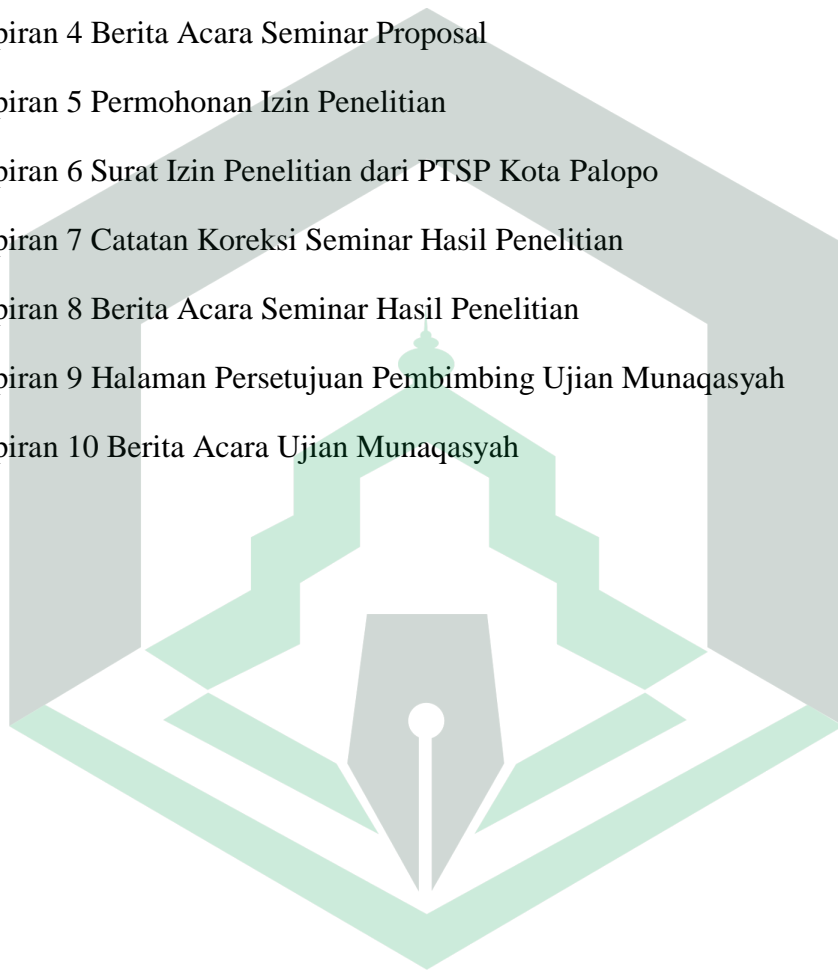 piran 4 Berita Acara Seminar Proposal
piran 5 Permohonan Izin Penelitian
piran 6 Surat Izin Penelitian dari PTSP Kota Palopo
piran 7 Catatan Koreksi Seminar Hasil Penelitian
piran 8 Berita Acara Seminar Hasil Penelitian
piran 9 Halaman Persetujuan Pembimbing Ujian Munaqasyah
piran 10 Berita Acara Ujian Munaqasyah